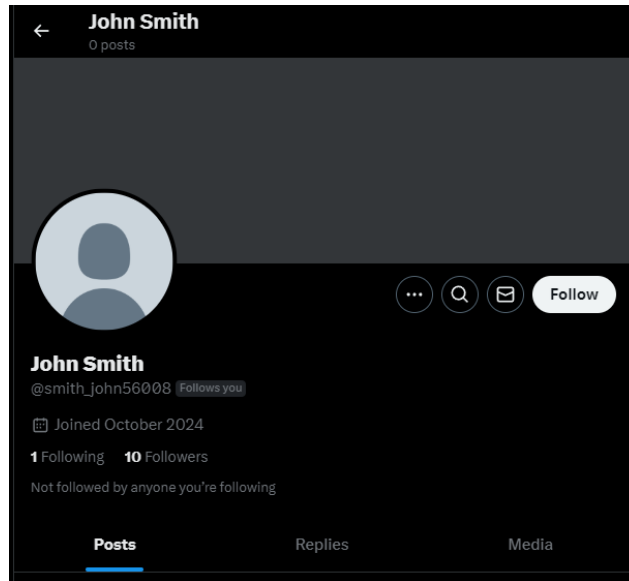 John Smith
0 posts
Follow
John Smith
@smith_john56008 Follows you
Joined October 2024
1 Following 10 Followers
Not followed by anyone you're following
Posts Replies Media